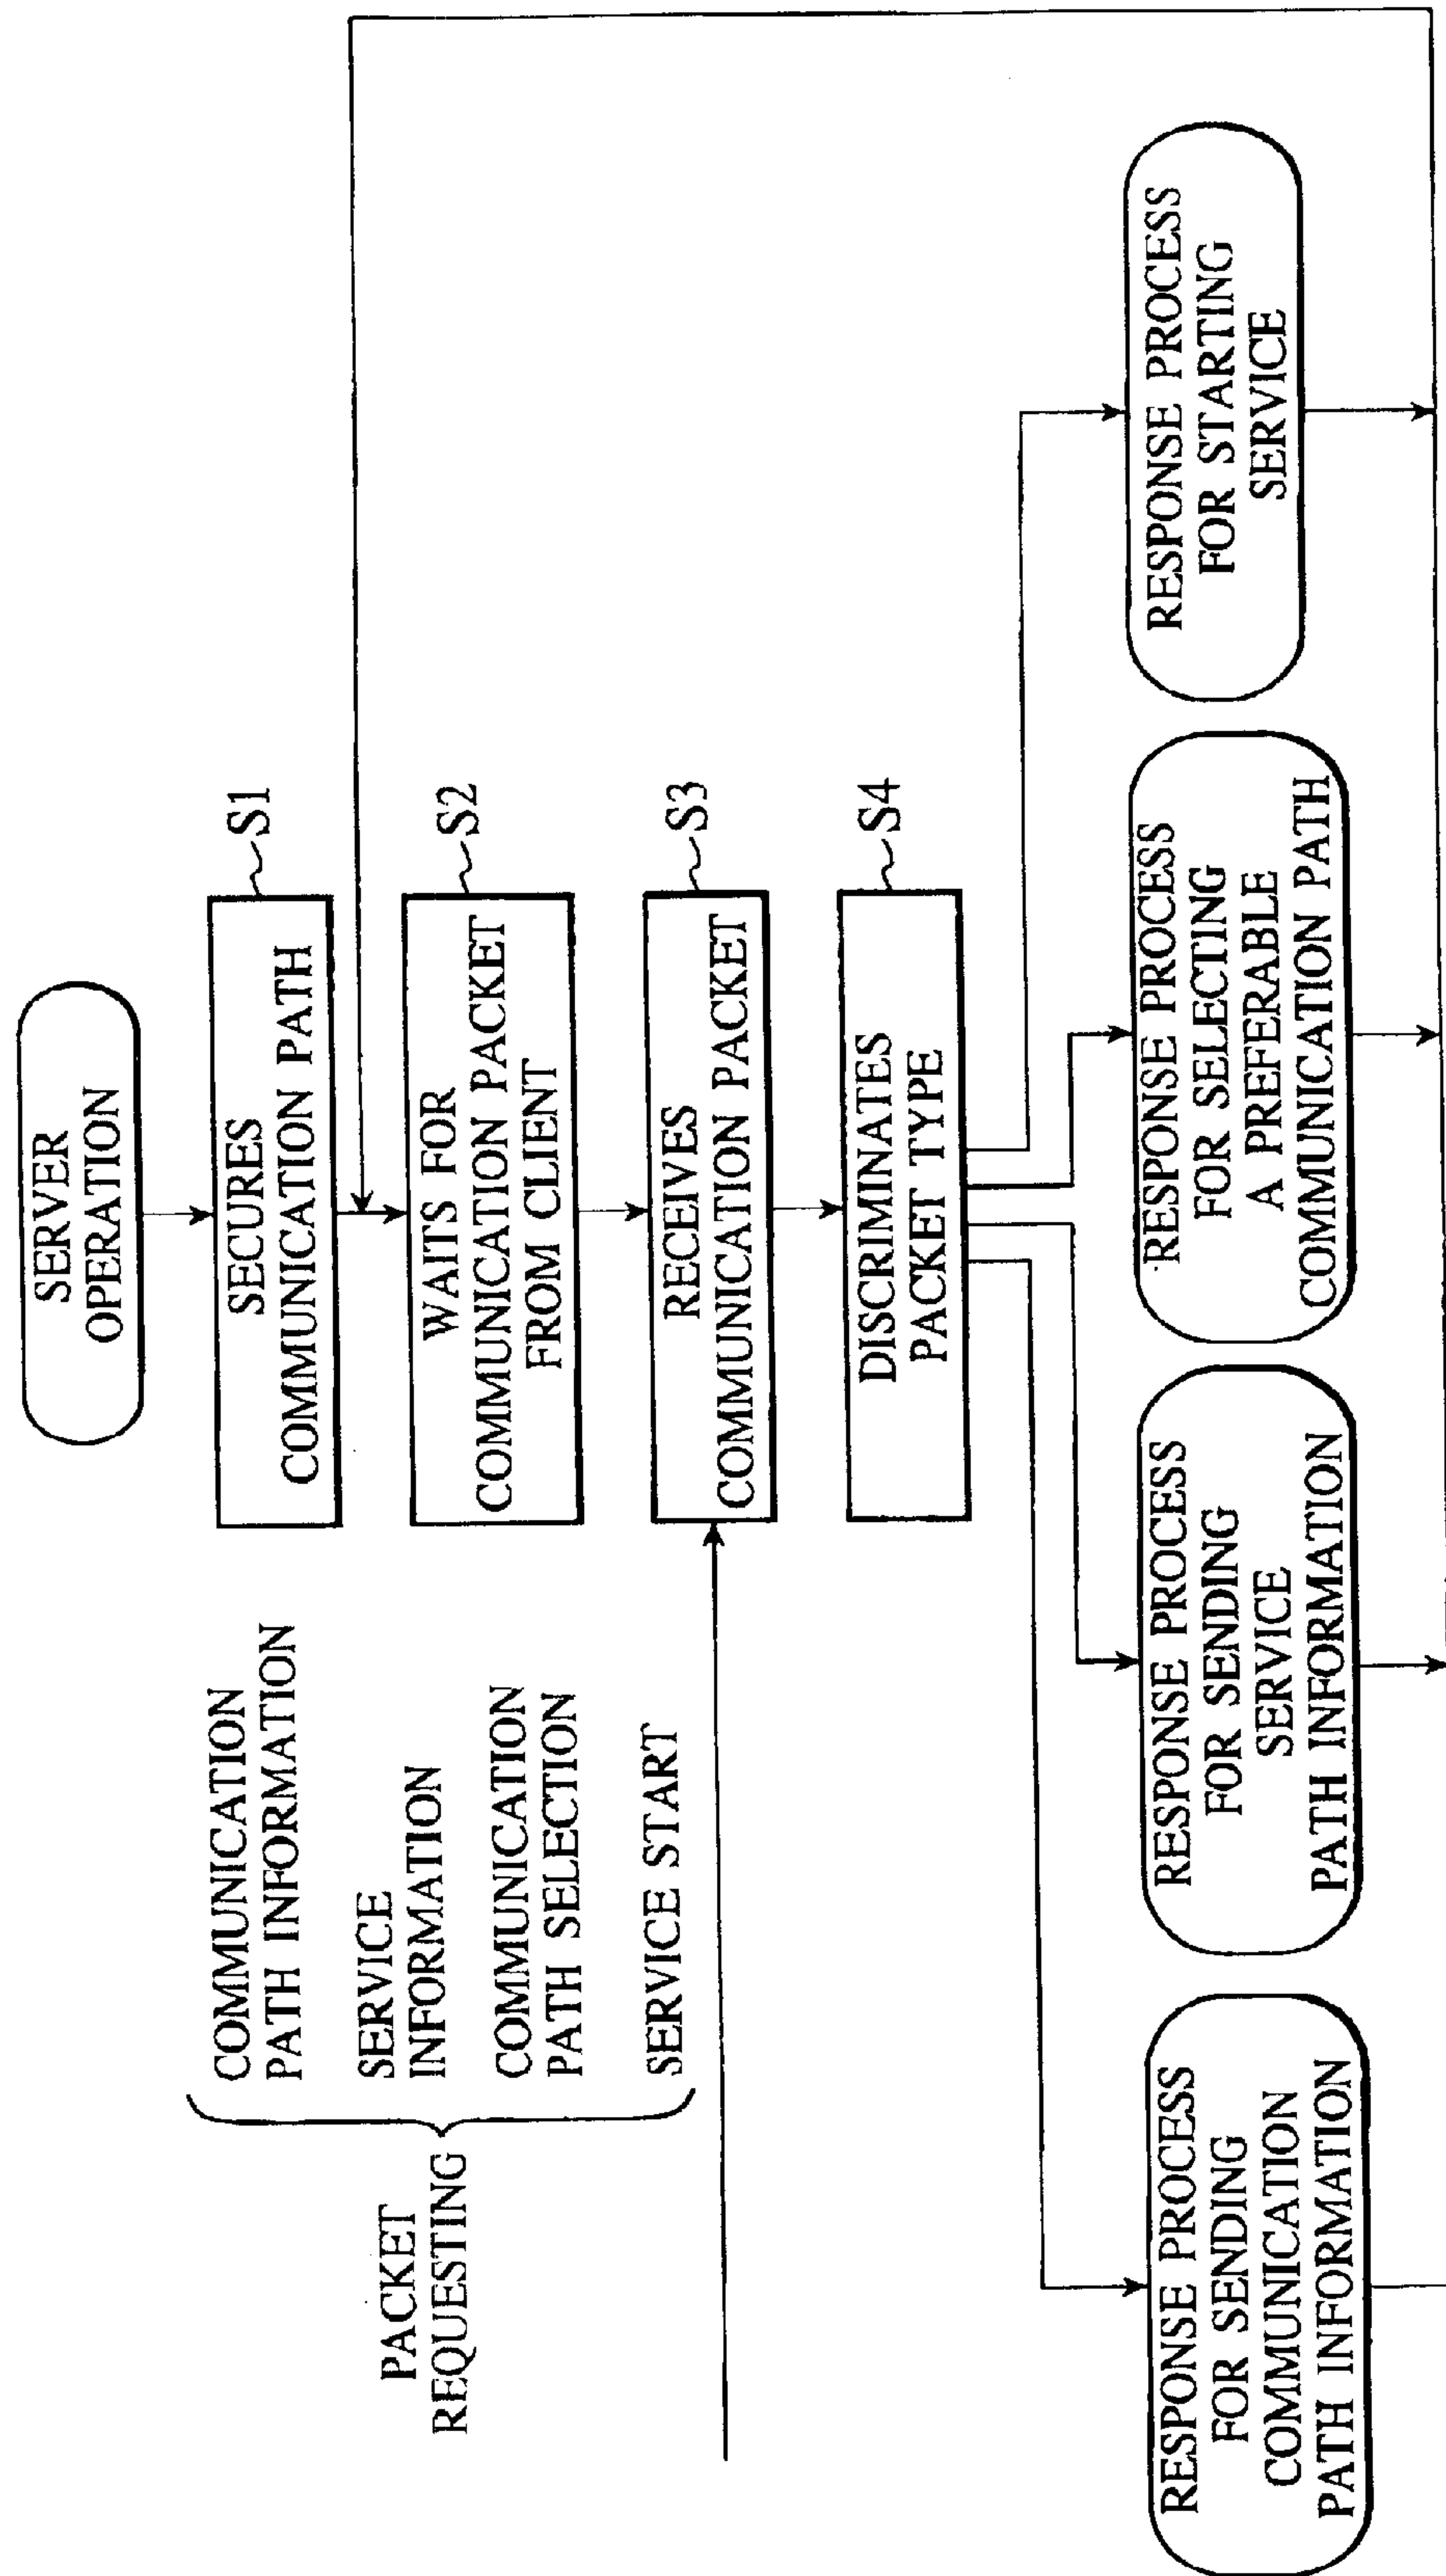 SERVER
OPERATION
SECURES
COMMUNICATION PATH
S1
WAITS FOR
COMMUNICATION PACKET
FROM CLIENT
S2
PACKET
REQUESTING
COMMUNICATION
PATH INFORMATION
SERVICE
INFORMATION
COMMUNICATION
PATH SELECTION
SERVICE START
RECEIVES
COMMUNICATION PACKET
S3
DISCRIMINATES
PACKET TYPE
S4
RESPONSE PROCESS
FOR SENDING
COMMUNICATION
PATH INFORMATION
RESPONSE PROCESS
FOR SENDING
SERVICE
PATH INFORMATION
RESPONSE PROCESS
FOR SELECTING
A PREFERABLE
COMMUNICATION PATH
RESPONSE PROCESS
FOR STARTING
SERVICE